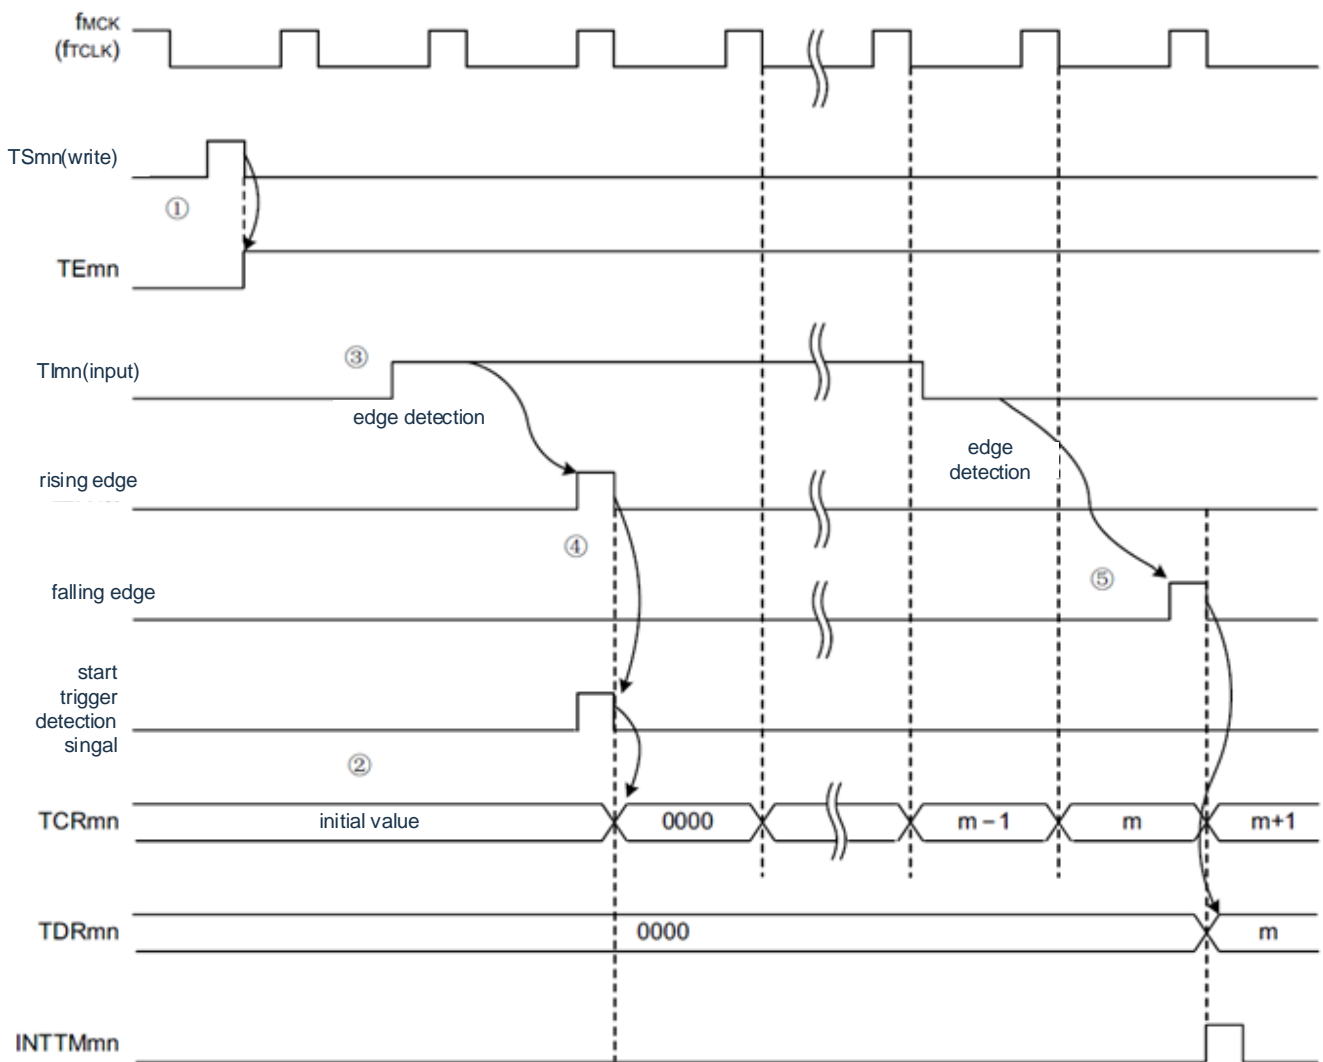 fMCK
(fTCLK)
TSmn(write)
①
TEmn
③
TImn(input)
edge detection
edge
detection
rising edge
④
⑤
falling edge
start
trigger
detection
singal
②
TCRmn
initial value
0000
m – 1
m
m+1
TDRmn
0000
m
INTTMmn